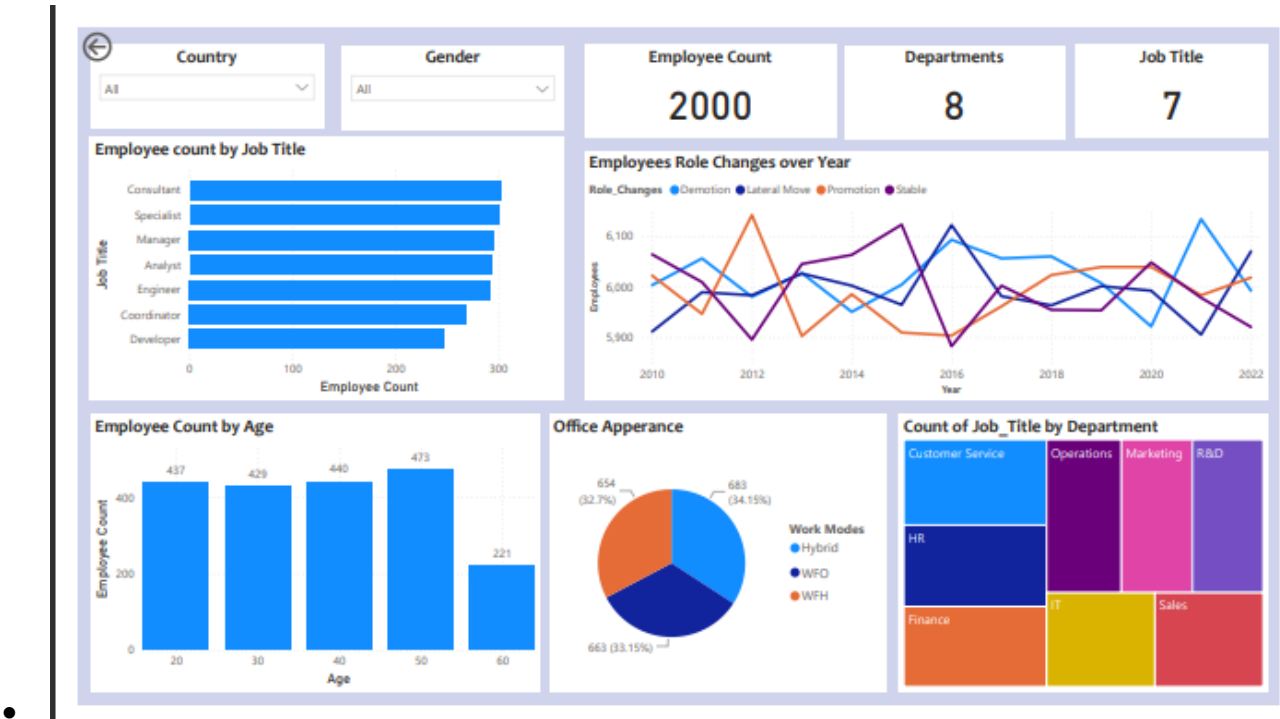 Country
All
Gender
All
Employee Count
2000
Departments
8
Job Title
7
Employee count by Job Title
Job Title
Consultant
Specialist
Manager
Analyst
Engineer
Coordinator
Developer
0 100 200 300
Employee Count
Employees Role Changes over Year
Role_Changes Demotion Lateral Move Promotion Stable
Employees
6,100
6,000
5,900
2010 2012 2014 2016 2018 2020 2022
Year
Employee Count by Age
Employee Count
400
200
0
437 429 440 473 221
20 30 40 50 60
Age
Office Apperance
654
(32.7%)
683
(34.15%)
663 (33.15%)
Work Modes
Hybrid
WFO
WFH
Count of Job_Title by Department
Customer Service
Operations
Marketing
R&D
HR
Finance
IT
Sales